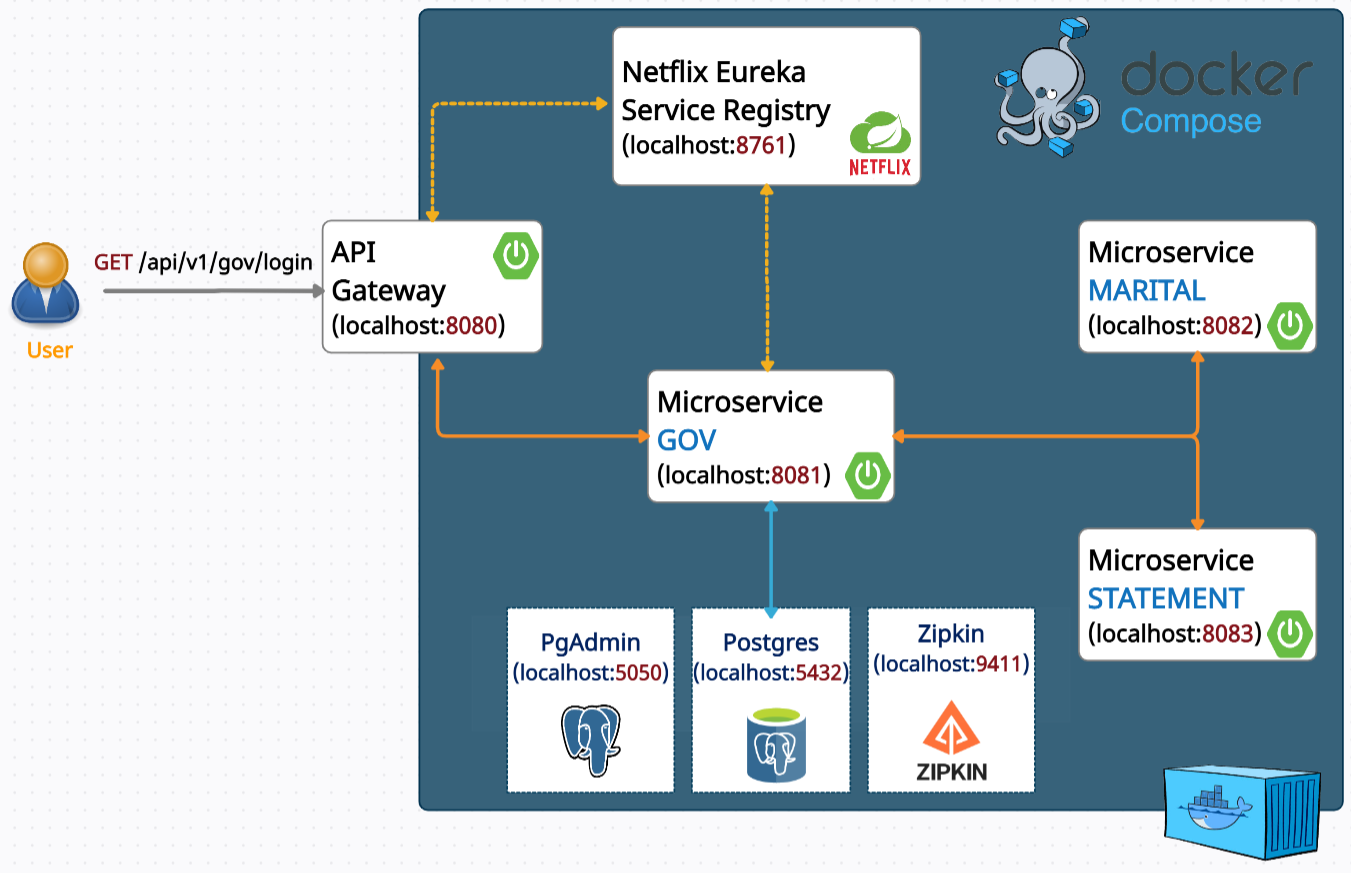 Netflix Eureka
Service Registry
(localhost:8761)
NETFLIX
docker
Compose
GET /api/v1/gov/login
User
API
Gateway
(localhost:8080)
Microservice
MARITAL
(localhost:8082)
Microservice
GOV
(localhost:8081)
Microservice
STATEMENT
(localhost:8083)
PgAdmin
(localhost:5050)
Postgres
(localhost:5432)
Zipkin
(localhost:9411)
ZIPKIN